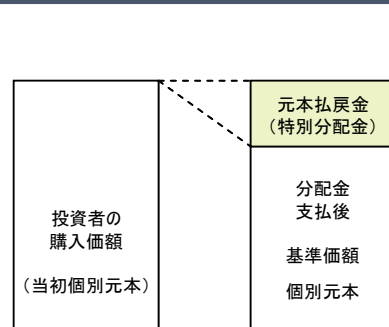 元本払戻金
（特別分配金）
投資者の
購入価額
（当初個別元本）
分配金
支払後
基準価額
個別元本